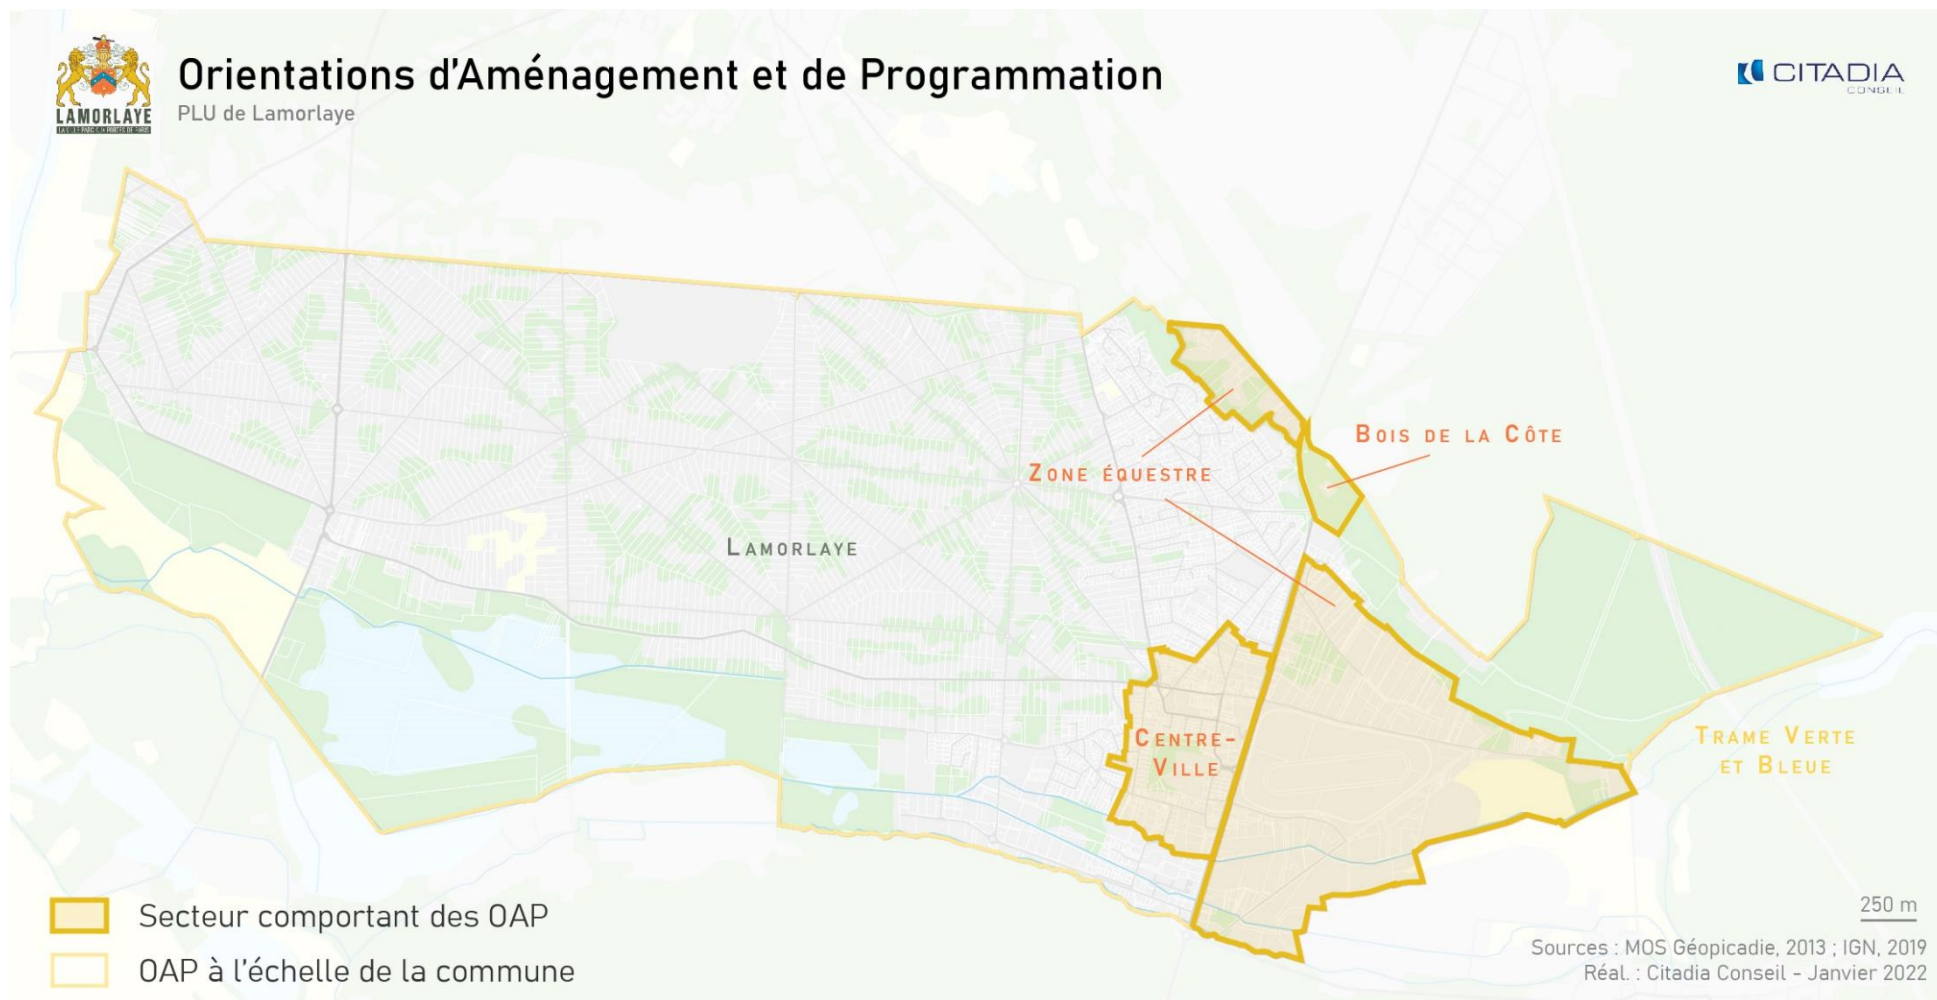 Orientations d'Aménagement et de Programmation
PLU de Lamorlaye
LAMORLAYE
CITADIA
CONSEIL
BOIS DE LA CÔTE
ZONE ÉQUESTRE
LAMORLAYE
CENTRE-
VILLE
TRAME VERTE
ET BLEUE
Secteur comportant des OAP
OAP à l'échelle de la commune
250 m
Sources : MOS Géopicadie, 2013 ; IGN, 2019
Réal. : Citadia Conseil - Janvier 2022